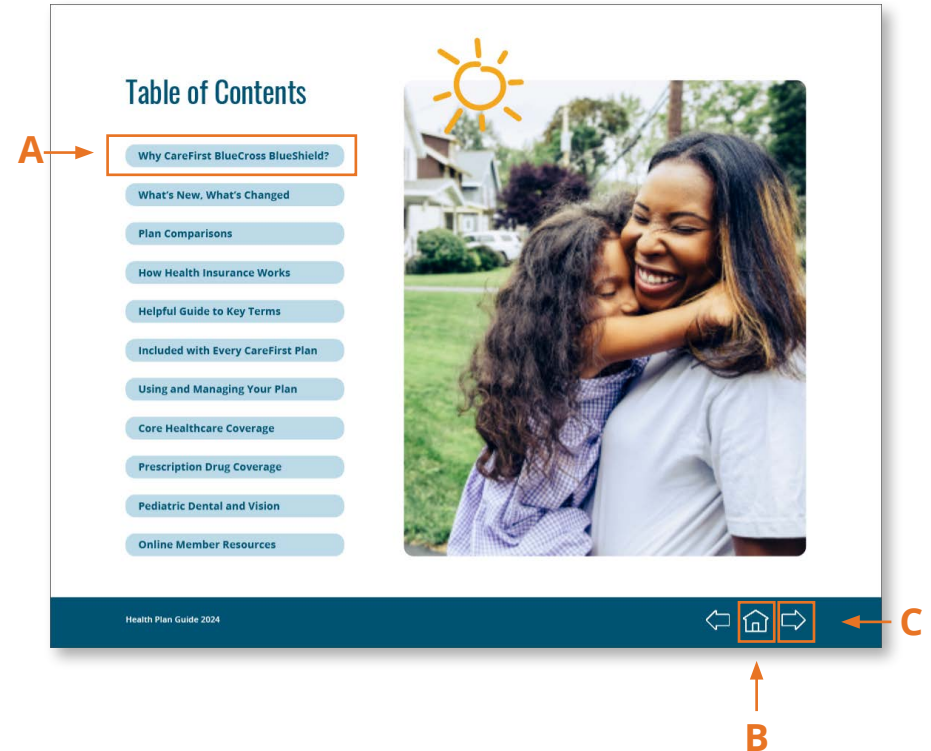 Table of Contents
A
Why CareFirst BlueCross BlueShield?
What's New, What's Changed
Plan Comparisons
How Health Insurance Works
Helpful Guide to Key Terms
Included with Every CareFirst Plan
Using and Managing Your Plan
Core Healthcare Coverage
Prescription Drug Coverage
Pediatric Dental and Vision
Online Member Resources
Health Plan Guide 2024
C
B